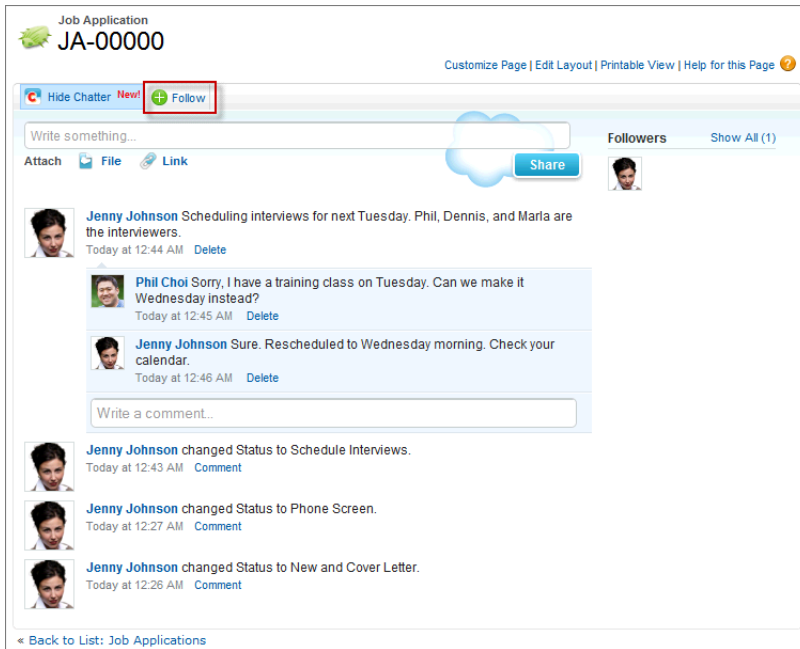 Job Application
JA-00000
Customize Page | Edit Layout | Printable View | Help for this Page ?
C Hide Chatter New! Follow
Write something...
Attach File Link
Share
Followers Show All (1)
Jenny Johnson Scheduling interviews for next Tuesday. Phil, Dennis, and Marla are
the interviewers.
Today at 12:44 AM Delete
Phil Choi Sorry, I have a training class on Tuesday. Can we make it
Wednesday instead?
Today at 12:45 AM Delete
Jenny Johnson Sure. Rescheduled to Wednesday morning. Check your
calendar.
Today at 12:46 AM Delete
Write a comment...
Jenny Johnson changed Status to Schedule Interviews.
Today at 12:43 AM Comment
Jenny Johnson changed Status to Phone Screen.
Today at 12:27 AM Comment
Jenny Johnson changed Status to New and Cover Letter.
Today at 12:26 AM Comment
« Back to List: Job Applications